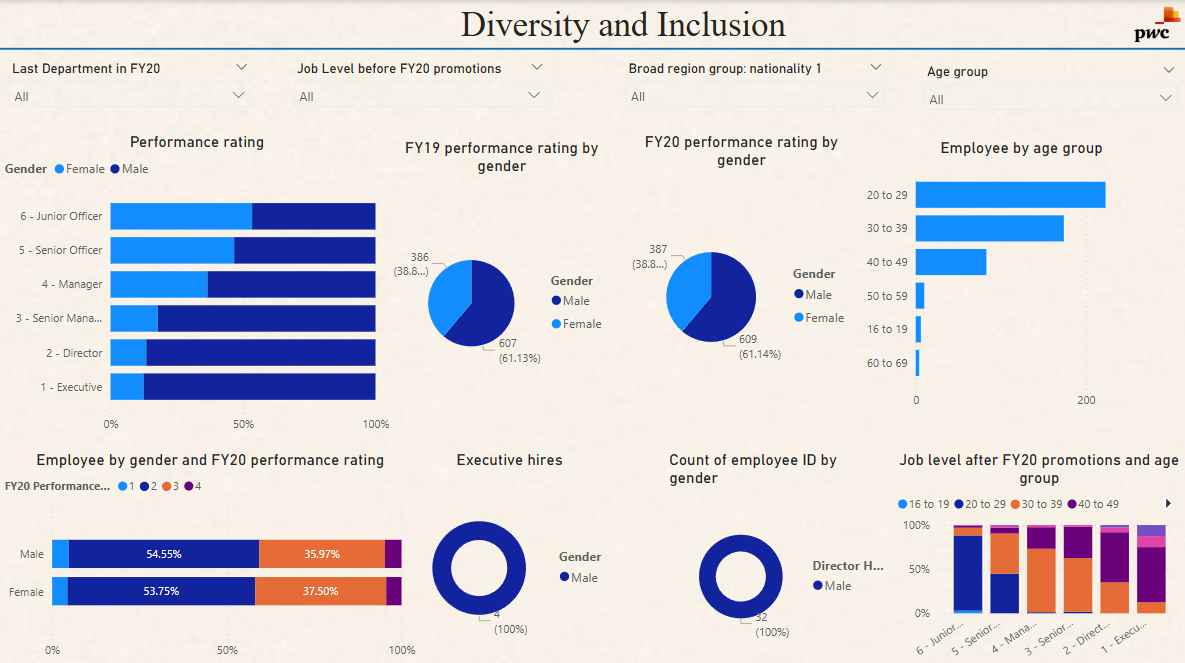 Diversity and Inclusion
pwc
Last Department in FY20
All
Job Level before FY20 promotions
All
Broad region group: nationality 1
All
Age group
All
Performance rating
Gender Female Male
6 - Junior Officer
5 - Senior Officer
4 - Manager
3 - Senior Mana...
2 - Director
1 - Executive
0% 50% 100%
FY19 performance rating by
gender
386
(38.8...)
607
(61.13%)
Gender
Male
Female
FY20 performance rating by
gender
387
(38.8...)
609
(61.14%)
Gender
Male
Female
Employee by age group
20 to 29
30 to 39
40 to 49
50 to 59
16 to 19
60 to 69
0 200
Employee by gender and FY20 performance rating
FY20 Performance... 1 2 3 4
Male 54.55% 35.97%
Female 53.75% 37.50%
0% 50% 100%
Executive hires
4
(100%)
Gender
Male
Count of employee ID by
gender
32
(100%)
Director H...
Male
Job level after FY20 promotions and age
group
16 to 19 20 to 29 30 to 39 40 to 49
100%
50%
0%
6 - Junior...
5 - Senior...
4 - Mana...
3 - Senior...
2 - Direct...
1 - Execu...